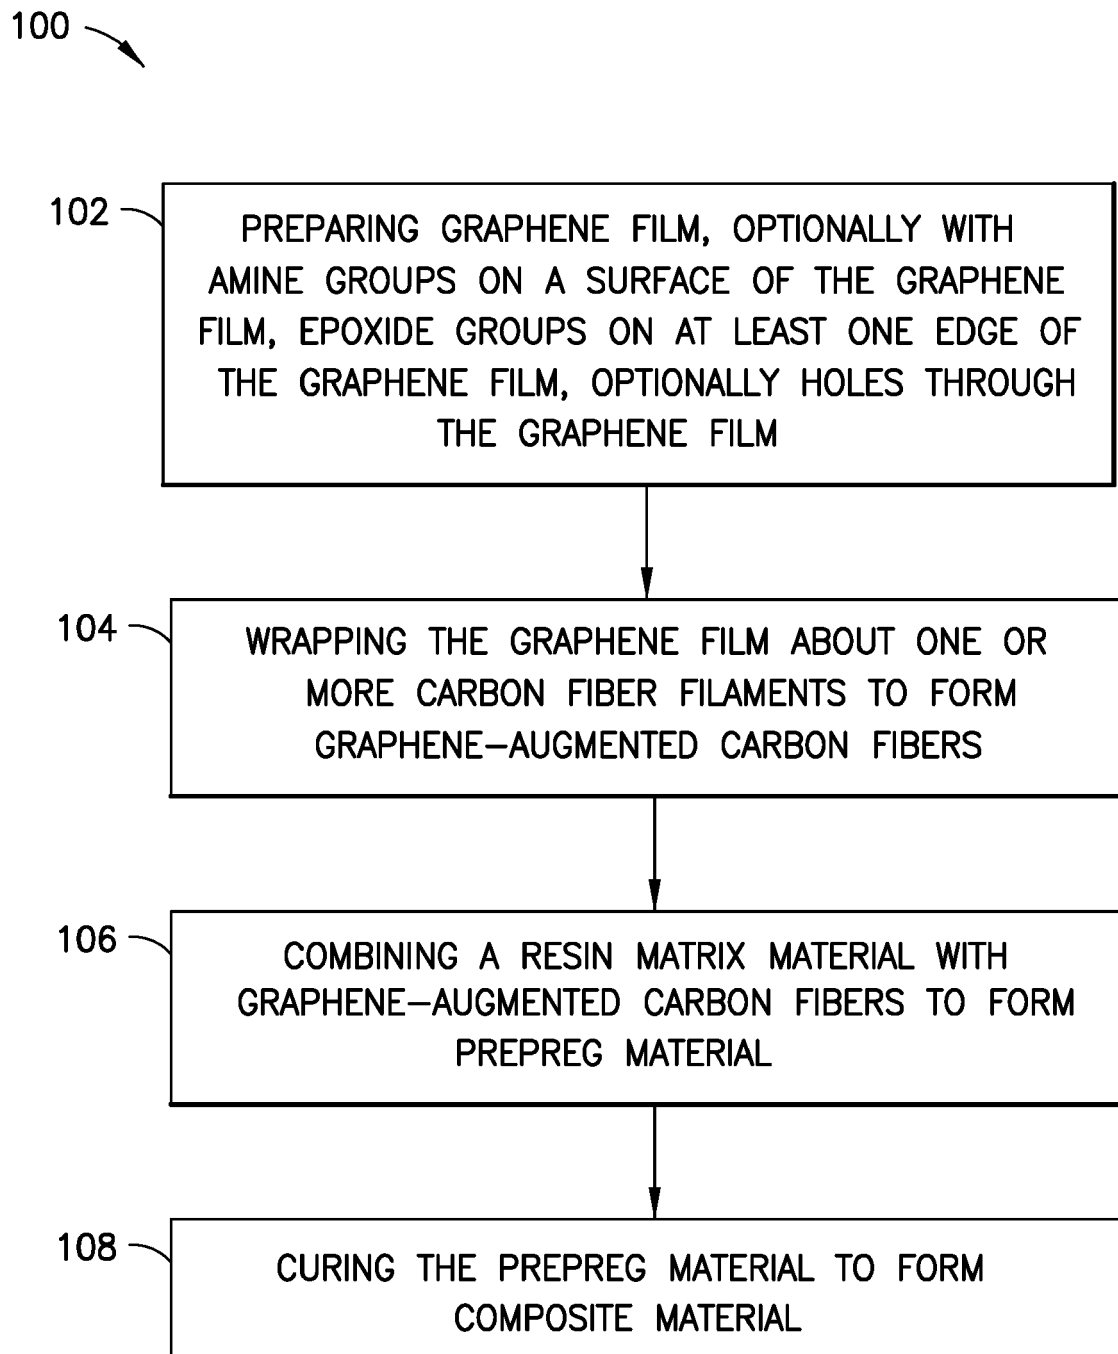 100
102
PREPARING GRAPHENE FILM, OPTIONALLY WITH
AMINE GROUPS ON A SURFACE OF THE GRAPHENE
FILM, EPOXIDE GROUPS ON AT LEAST ONE EDGE OF
THE GRAPHENE FILM, OPTIONALLY HOLES THROUGH
THE GRAPHENE FILM
104
WRAPPING THE GRAPHENE FILM ABOUT ONE OR
MORE CARBON FIBER FILAMENTS TO FORM
GRAPHENE–AUGMENTED CARBON FIBERS
106
COMBINING A RESIN MATRIX MATERIAL WITH
GRAPHENE–AUGMENTED CARBON FIBERS TO FORM
PREPREG MATERIAL
108
CURING THE PREPREG MATERIAL TO FORM
COMPOSITE MATERIAL